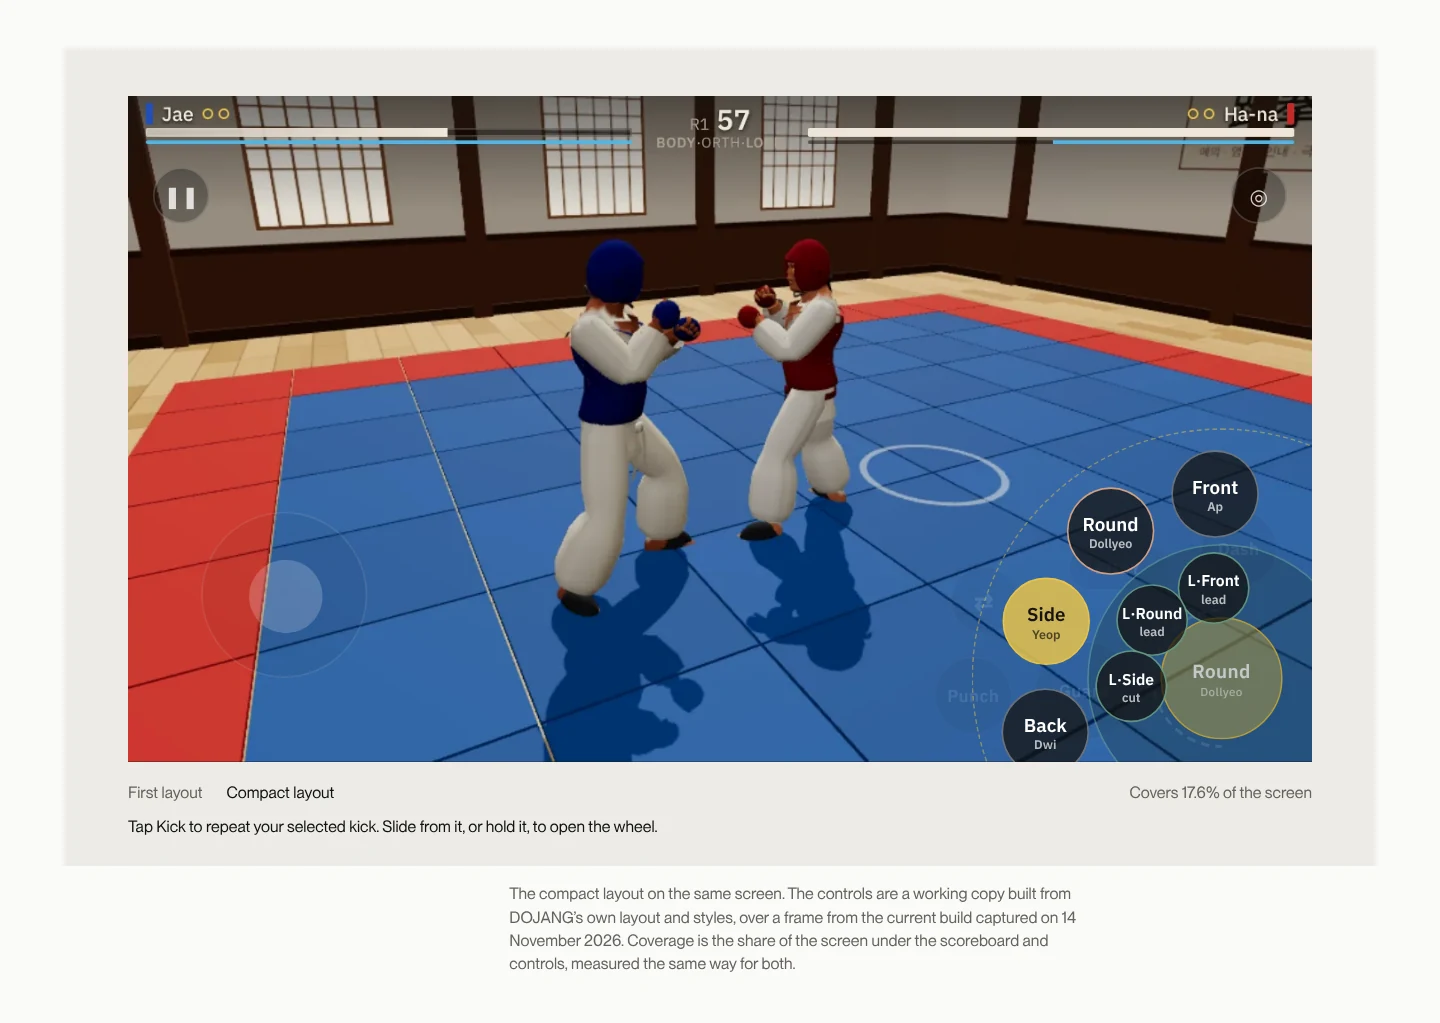 Jae
R1 57
BODY·ORTH·LO
Ha-na
Front
Ap
Round
Dollyeo
Dash
L·Front
lead
L·Round
lead
Side
Yeop
Round
Dollyeo
L·Side
cut
Punch
Back
Dwi
First layout
Compact layout
Covers 17.6% of the screen
Tap Kick to repeat your selected kick. Slide from it, or hold it, to open the wheel.
The compact layout on the same screen. The controls are a working copy built from
DOJANG’s own layout and styles, over a frame from the current build captured on 14
November 2026. Coverage is the share of the screen under the scoreboard and
controls, measured the same way for both.